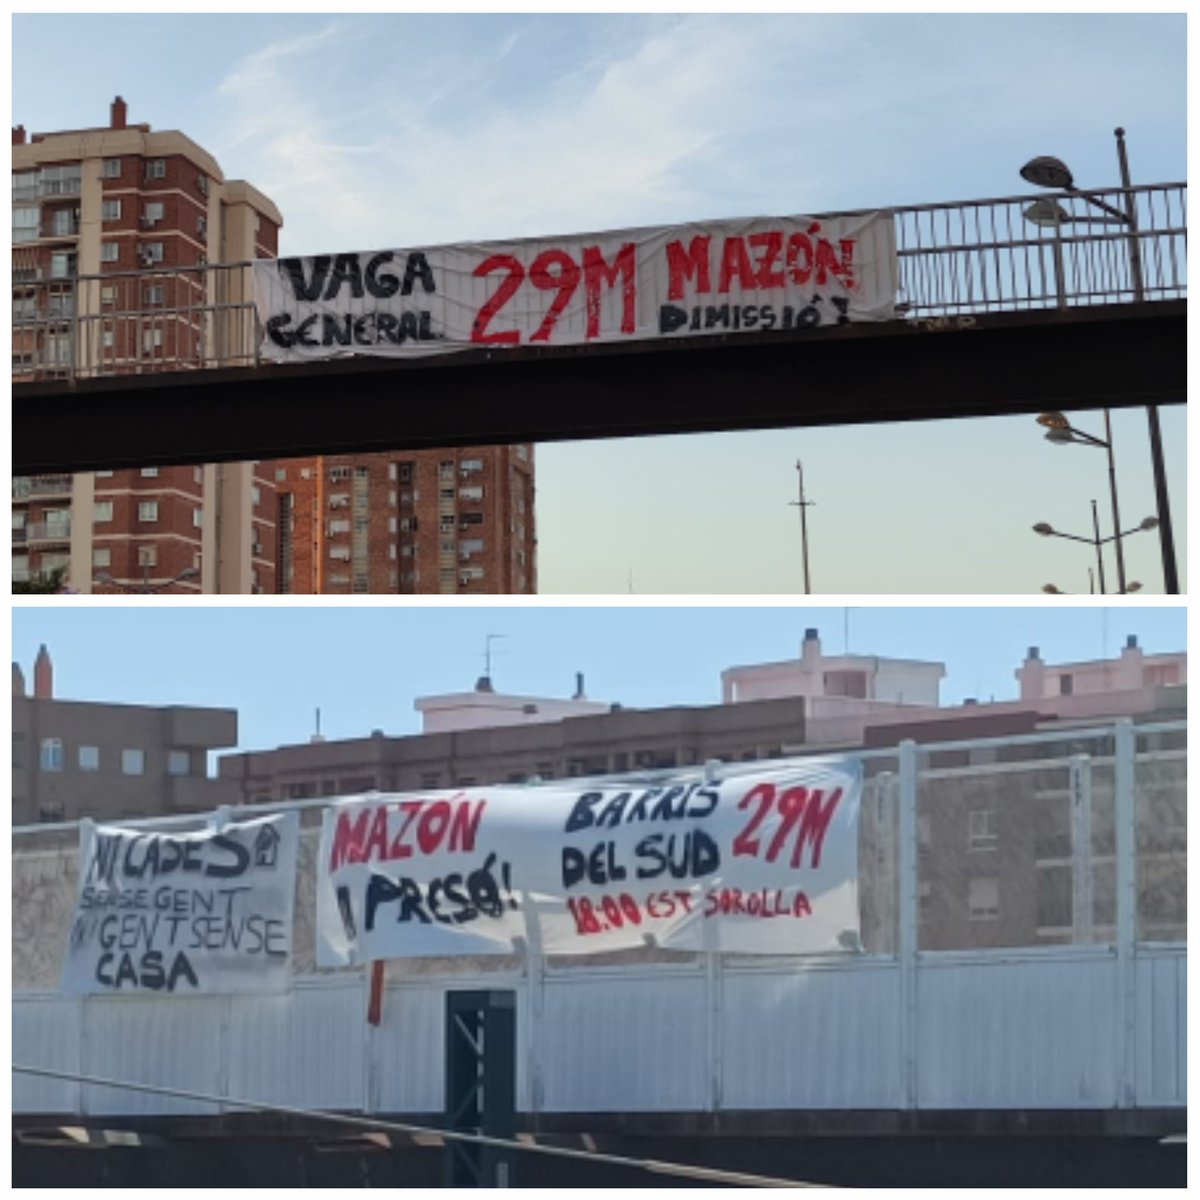 VAGA
GENERAL
29M
MAZÓN
DIMISSIÓ!
NI CASES
SENSE GENT
NI GENT SENSE
CASA
MAZÓN
A PRESÓ!
BARRIS
DEL SUD
29M
18:00 EST SOROLLA